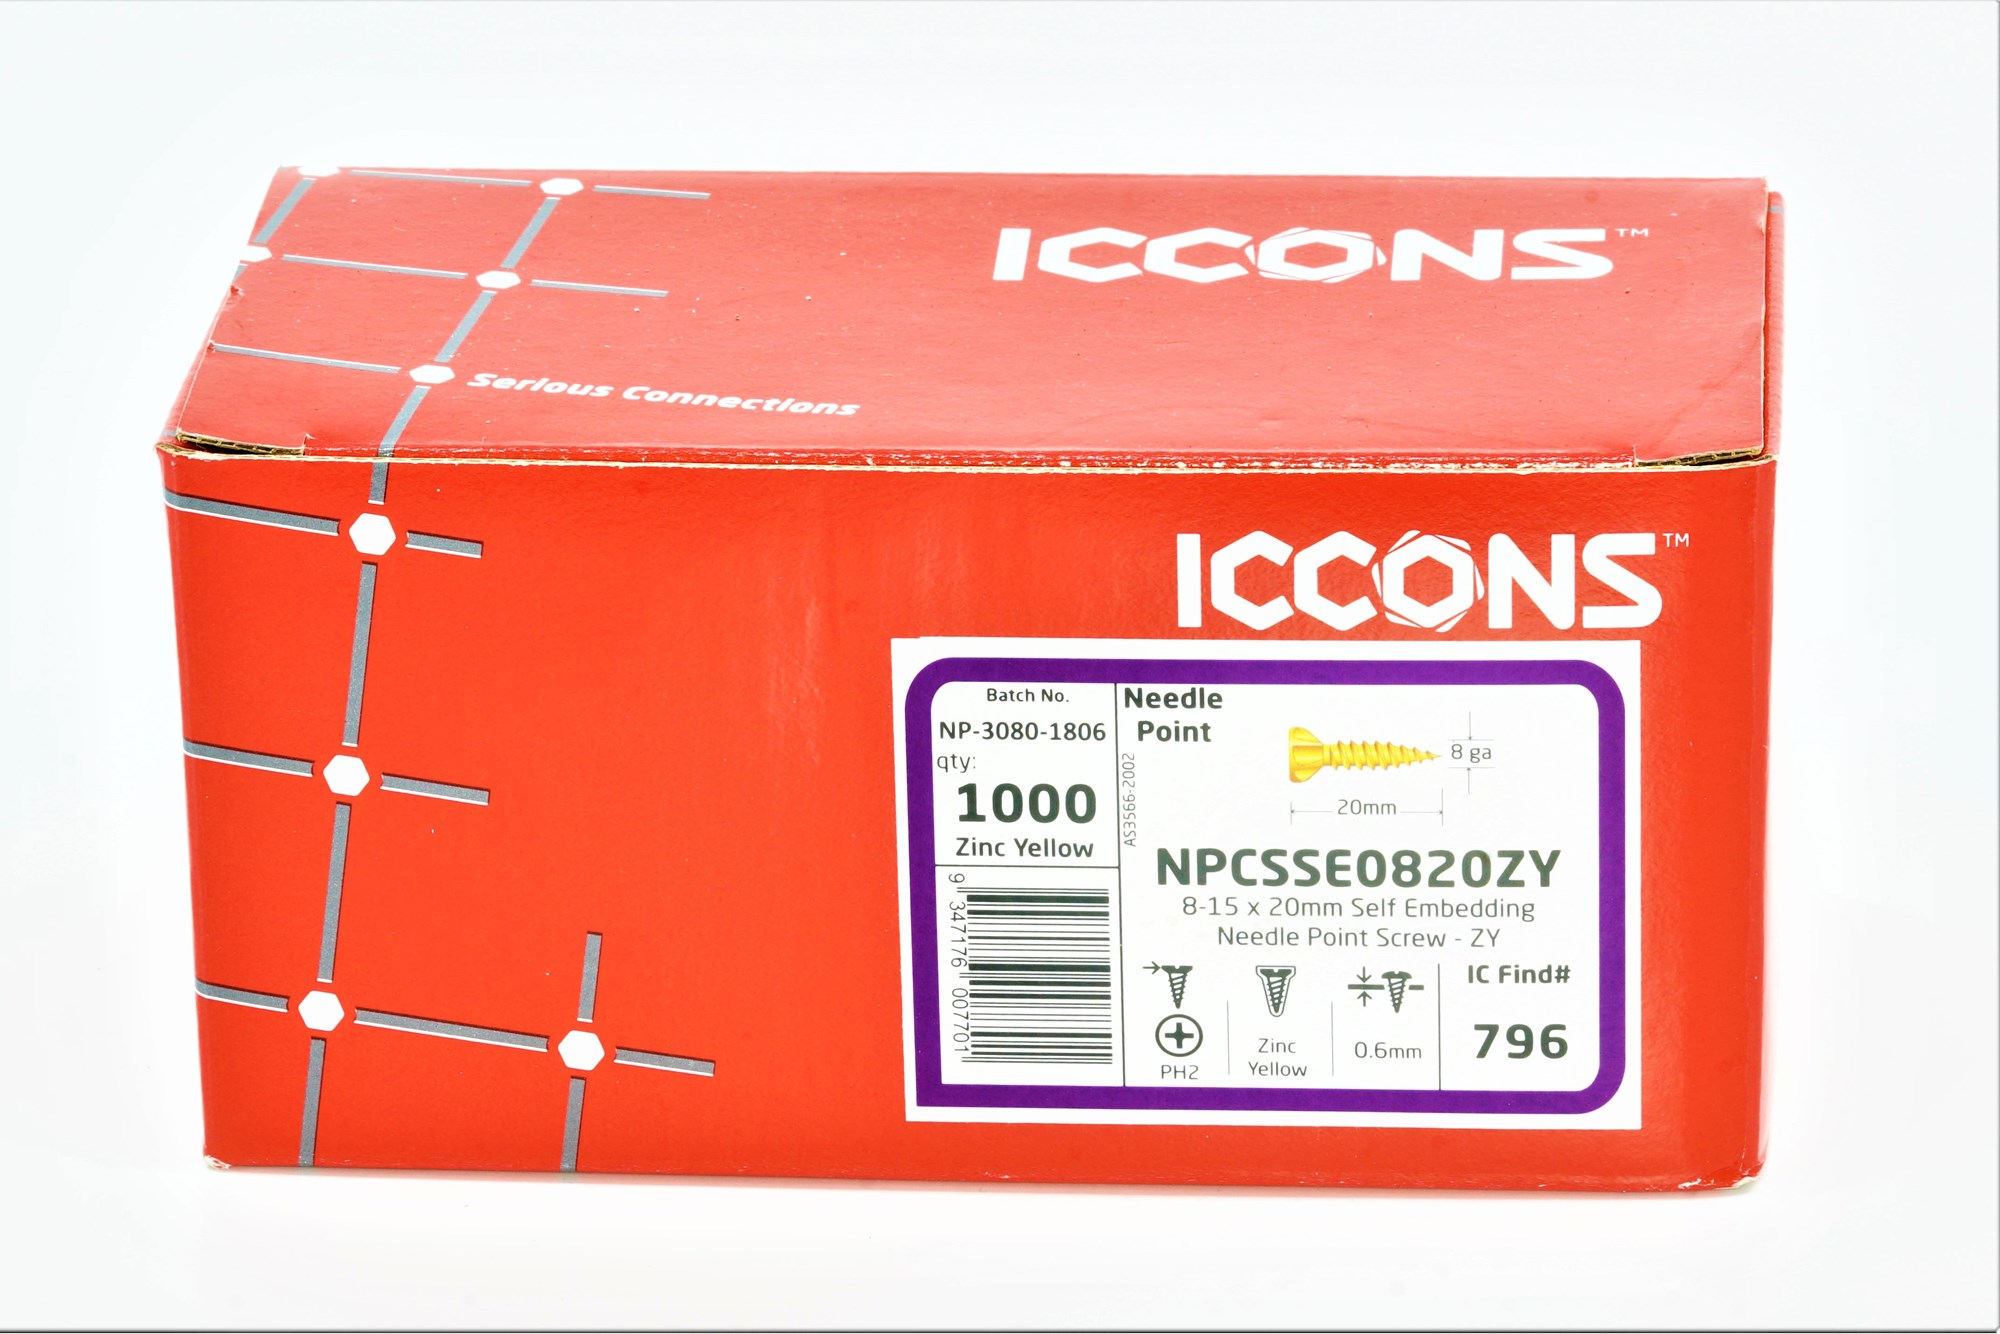 ICCONS™
Serious Connections
ICCONS™
Batch No.
NP-3080-1806
qty:
1000
Zinc Yellow
9 347176 007701
Needle
Point
AS3566-2002
8 ga
20mm
NPCSSE0820ZY
8-15 x 20mm Self Embedding
Needle Point Screw - ZY
PH2
Zinc
Yellow
0.6mm
IC Find#
796